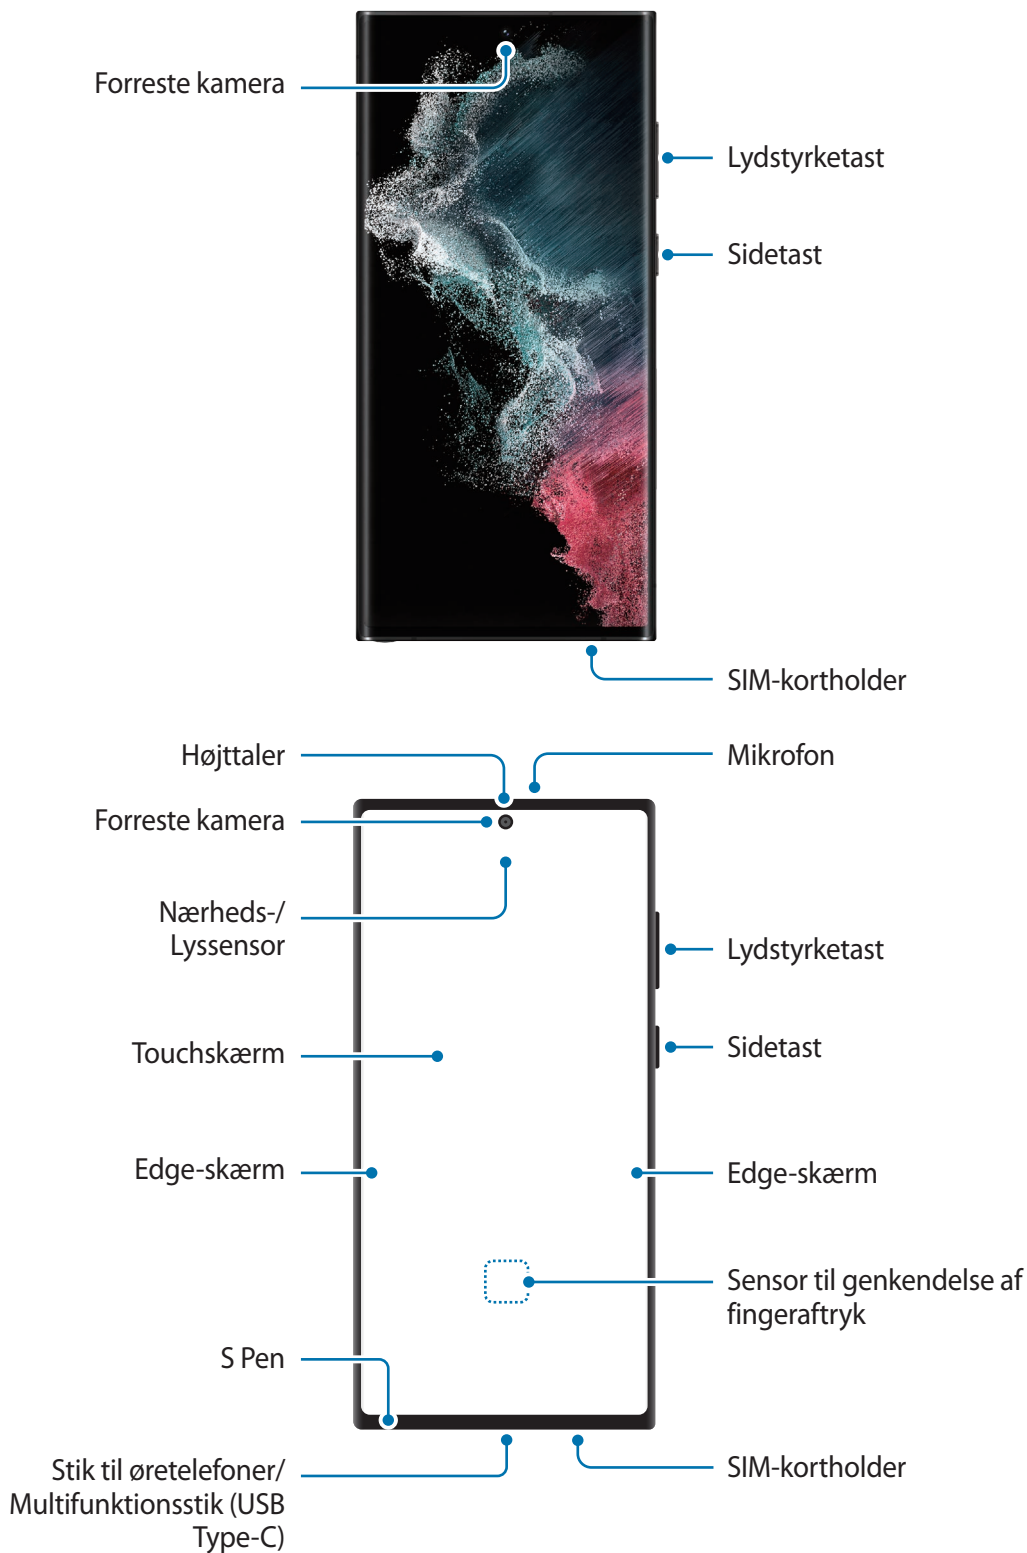 Forreste kamera
Lydstyrketast
Sidetast
SIM-kortholder
Højttaler
Mikrofon
Forreste kamera
Nærheds-/
Lyssensor
Lydstyrketast
Touchskærm
Sidetast
Edge-skærm
Edge-skærm
Sensor til genkendelse af
fingeraftryk
S Pen
Stik til øretelefoner/
Multifunktionsstik (USB
Type-C)
SIM-kortholder